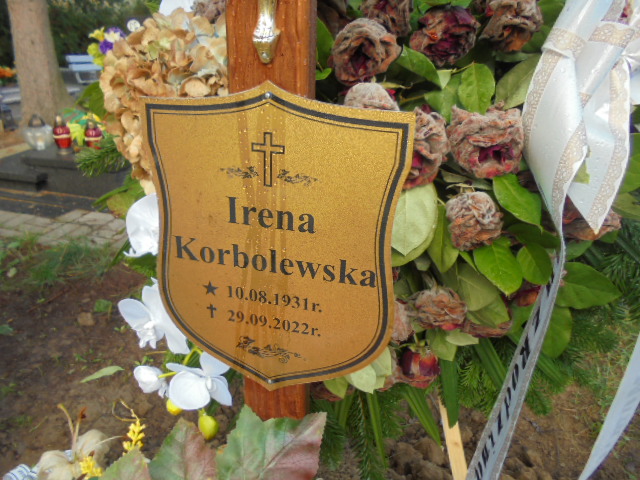 Irena
Korbolewska
★ 10.08.1931r.
✝ 29.09.2022r.